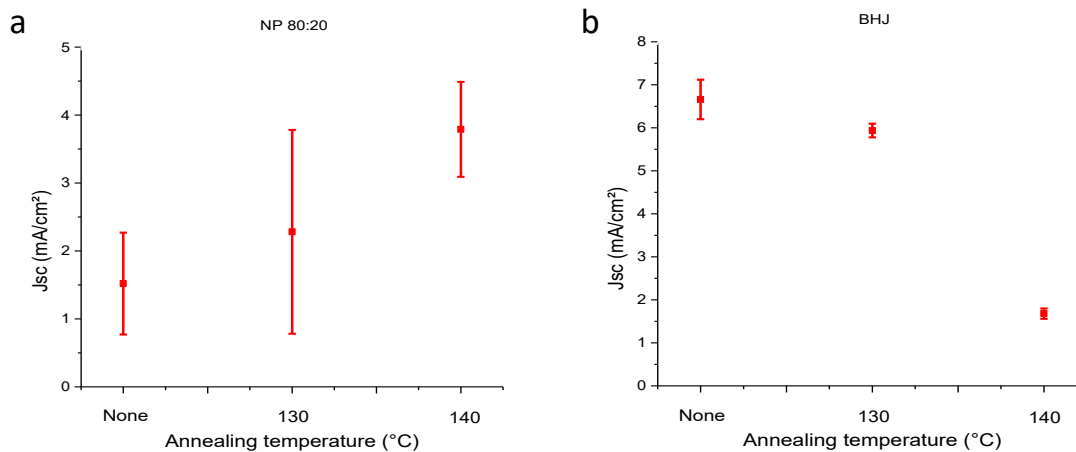 a
NP 80:20
5
4
3
2
1
0
Jsc (mA/cm²)
None
130
140
Annealing temperature (°C)
b
BHJ
8
7
6
5
4
3
2
1
0
Jsc (mA/cm²)
None
130
140
Annealing temperature (°C)